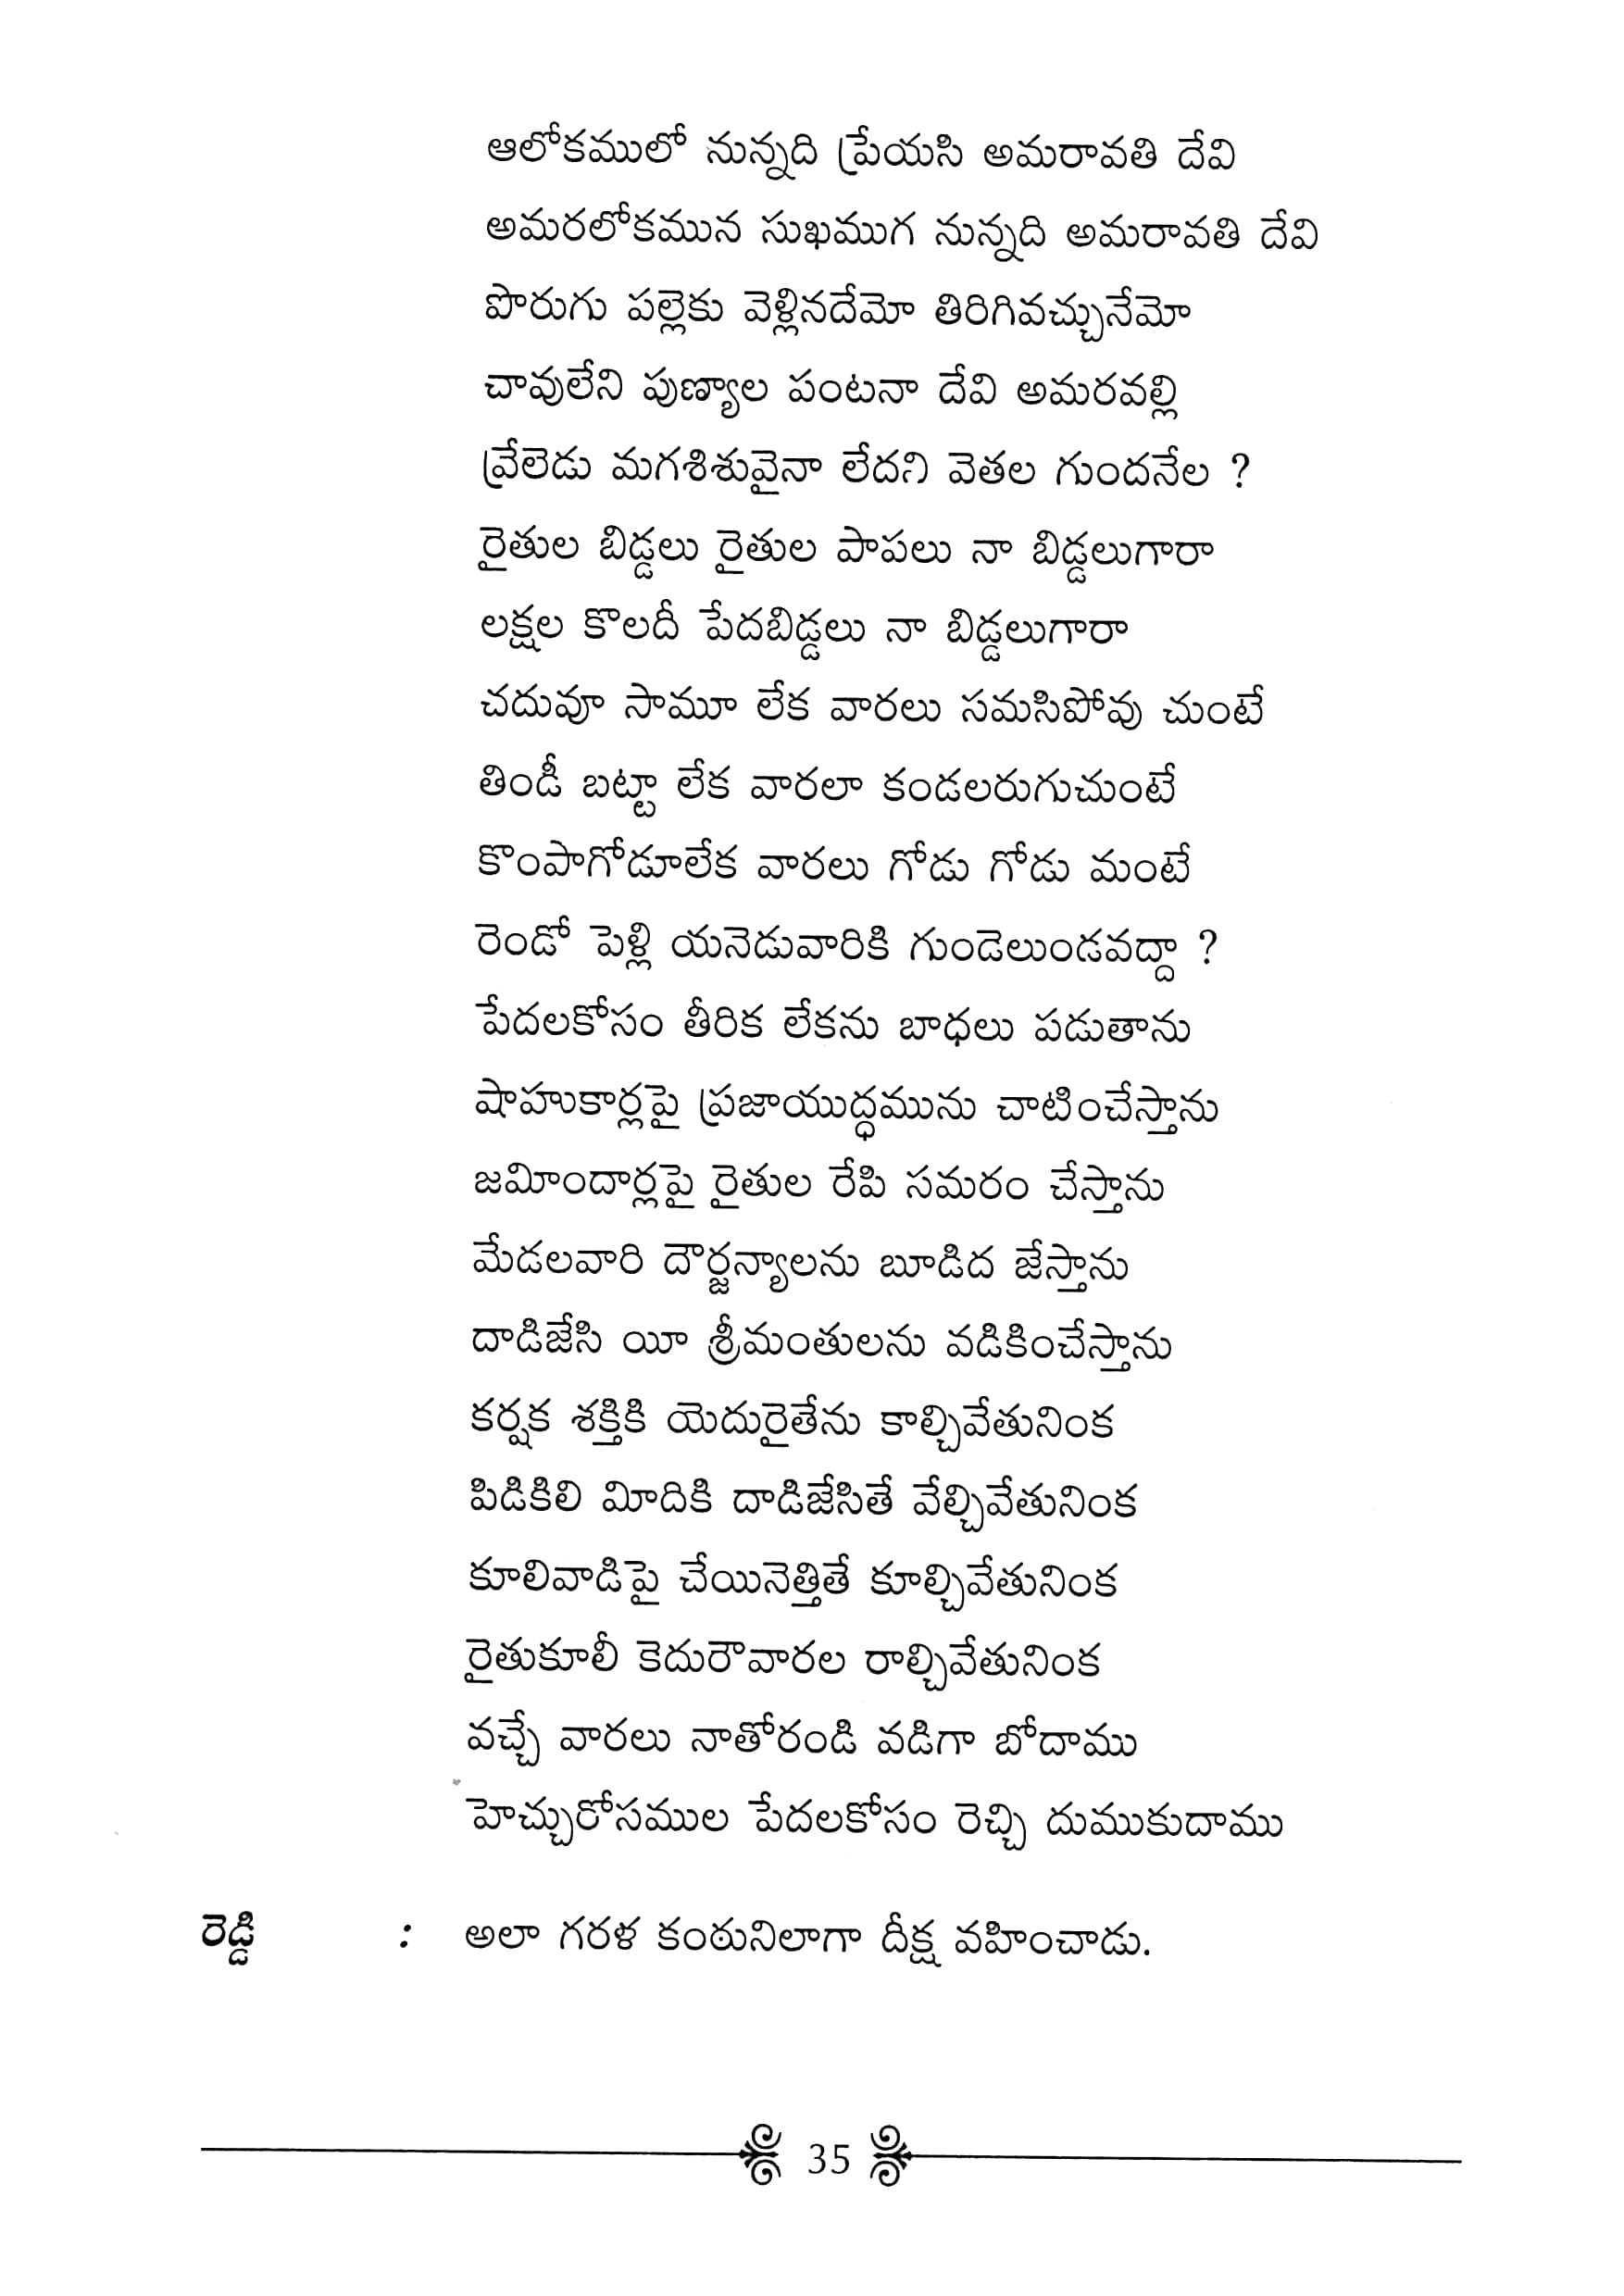 ఆలోకములో నున్నది ప్రేయసి అమరావతి దేవి
అమరలోకమున సుఖముగ నున్నది అమరావతి దేవి
పొరుగు పల్లెకు వెళ్లినదేమో తిరిగివచ్చునేమో
చావులేని పుణ్యాల పంటనా దేవి అమరవల్లి
వ్రేలెడు మగశిశువైనా లేదని వెతల గుందనేల ?
రైతుల బిడ్డలు రైతుల పాపలు నా బిడ్డలుగారా
లక్షల కొలదీ పేదబిడ్డలు నా బిడ్డలుగారా
చదువూ సామూ లేక వారలు సమసిపోవు చుంటే
తిండీ బట్టా లేక వారలా కండలరుగుచుంటే
కొంపాగోడూలేక వారలు గోడు గోడు మంటే
రెండో పెళ్లి యనెడువారికి గుండెలుండవద్దా ?
పేదలకోసం తీరిక లేకను బాధలు పడుతాను
షాహుకార్లపై ప్రజాయుద్ధమును చాటించేస్తాను
జమీందార్లపై రైతుల రేపి సమరం చేస్తాను
మేడలవారి దౌర్జన్యాలను బూడిద జేస్తాను
దాడిజేసి యీ శ్రీమంతులను వడికించేస్తాను
కర్షక శక్తికి యెదురైతేను కాల్చివేతునింక
పిడికిలి మీదికి దాడిజేసితే వేల్చివేతునింక
కూలివాడిపై చేయినెత్తితే కూల్చివేతునింక
రైతుకూలీ కెదురౌవారల రాల్చివేతునింక
వచ్చే వారలు నాతోరండి వడిగా బోదాము
హెచ్చురోసముల పేదలకోసం రెచ్చి దుముకుదాము
రెడ్డి : అలా గరళ కంఠునిలాగా దీక్ష వహించాడు.
35